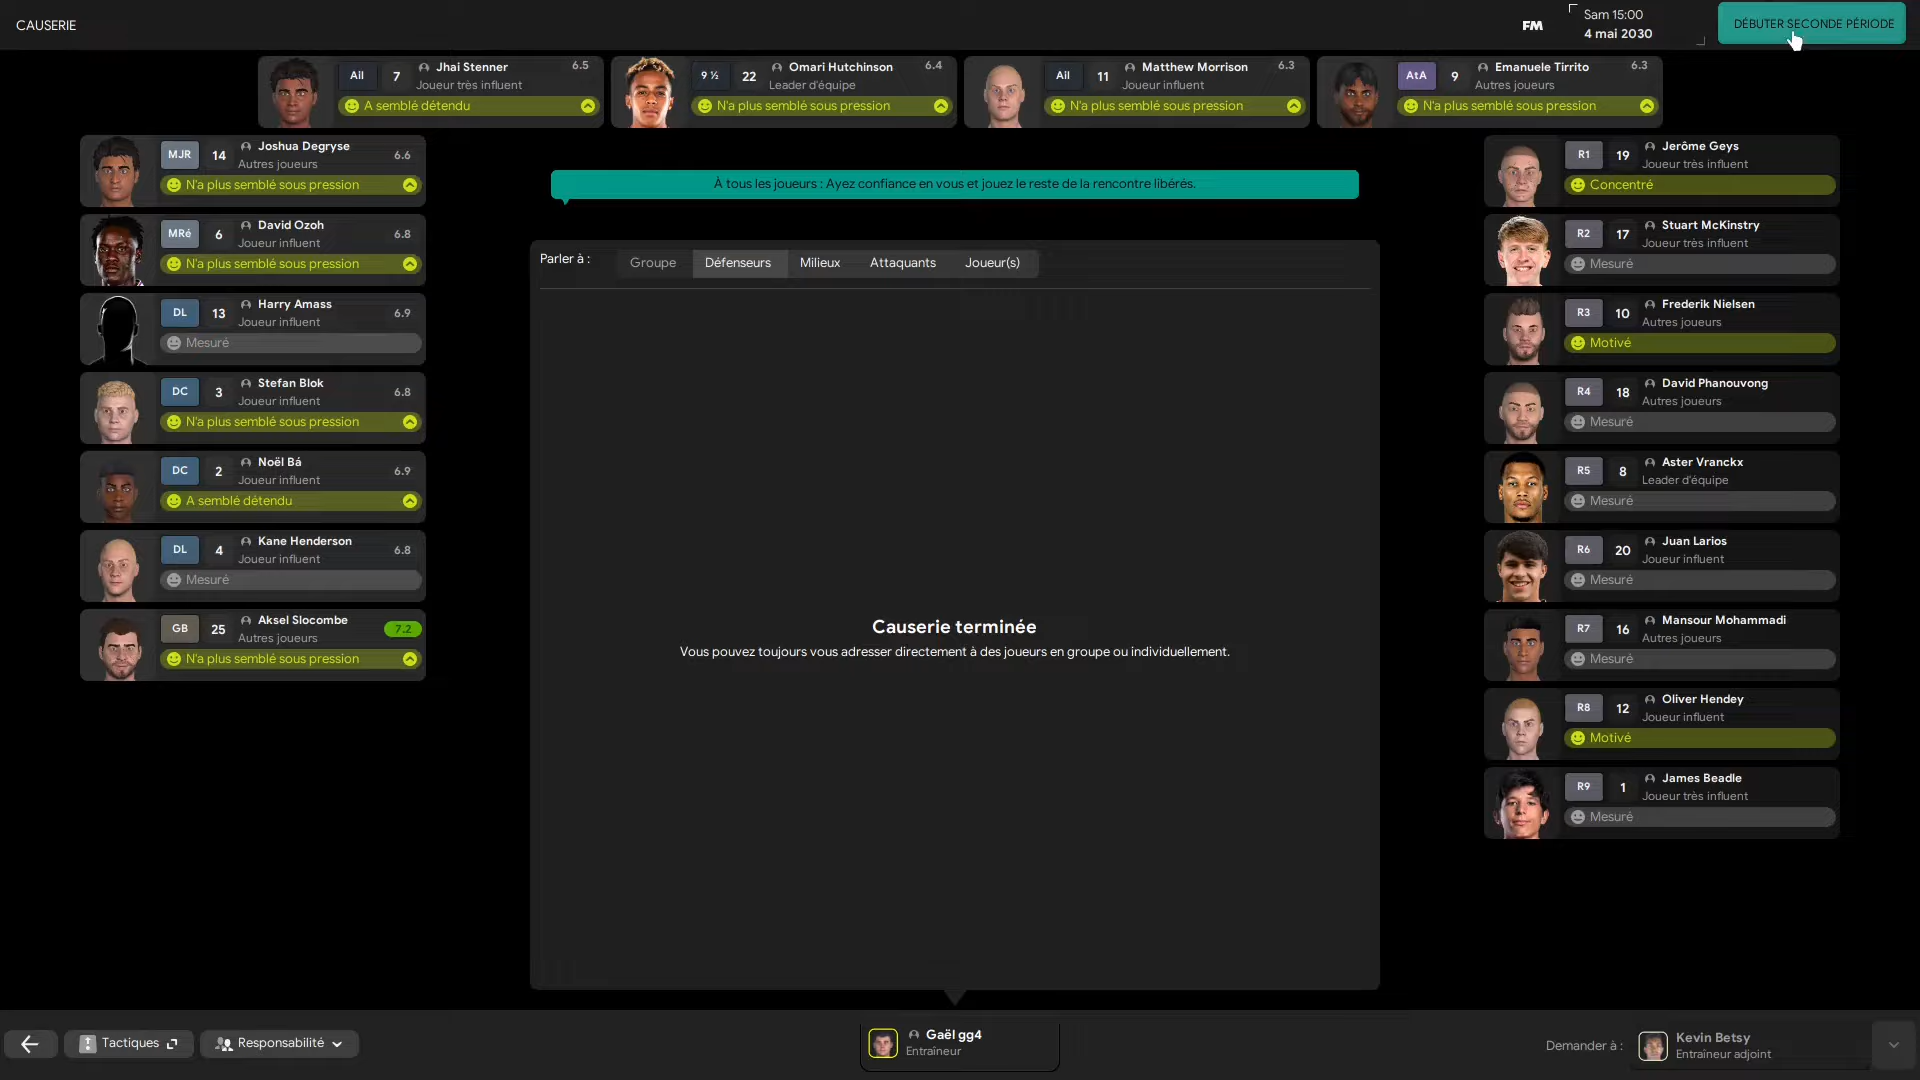 CAUSERIE
FM
Sam 15:00
4 mai 2030
DÉBUTER SECONDE PÉRIODE
Ail 7 Jhai Stenner 6.5
Joueur très influent
A semblé détendu
9 ½ 22 Omari Hutchinson 6.4
Leader d'équipe
N'a plus semblé sous pression
Ail 11 Matthew Morrison 6.3
Joueur influent
N'a plus semblé sous pression
AtA 9 Emanuele Tirrito 6.3
Autres joueurs
N'a plus semblé sous pression
MJR 14 Joshua Degryse 6.6
Autres joueurs
N'a plus semblé sous pression
MRé 6 David Ozoh 6.8
Joueur influent
N'a plus semblé sous pression
DL 13 Harry Amass 6.9
Joueur influent
Mesuré
DC 3 Stefan Blok 6.8
Joueur influent
N'a plus semblé sous pression
DC 2 Noël Bá 6.9
Joueur influent
A semblé détendu
DL 4 Kane Henderson 6.8
Joueur influent
Mesuré
GB 25 Aksel Slocombe 7.2
Autres joueurs
N'a plus semblé sous pression
À tous les joueurs : Ayez confiance en vous et jouez le reste de la rencontre libérés.
Parler à : Groupe Défenseurs Milieux Attaquants Joueur(s)
Causerie terminée
Vous pouvez toujours vous adresser directement à des joueurs en groupe ou individuellement.
R1 19 Jerôme Geys
Joueur très influent
Concentré
R2 17 Stuart McKinstry
Joueur très influent
Mesuré
R3 10 Frederik Nielsen
Autres joueurs
Motivé
R4 18 David Phanouvong
Autres joueurs
Mesuré
R5 8 Aster Vranckx
Leader d'équipe
Mesuré
R6 20 Juan Larios
Joueur influent
Mesuré
R7 16 Mansour Mohammadi
Autres joueurs
Mesuré
R8 12 Oliver Hendey
Joueur influent
Motivé
R9 1 James Beadle
Joueur très influent
Mesuré
Tactiques
Responsabilité
Gaël gg4
Entraîneur
Demander à :
Kevin Betsy
Entraîneur adjoint